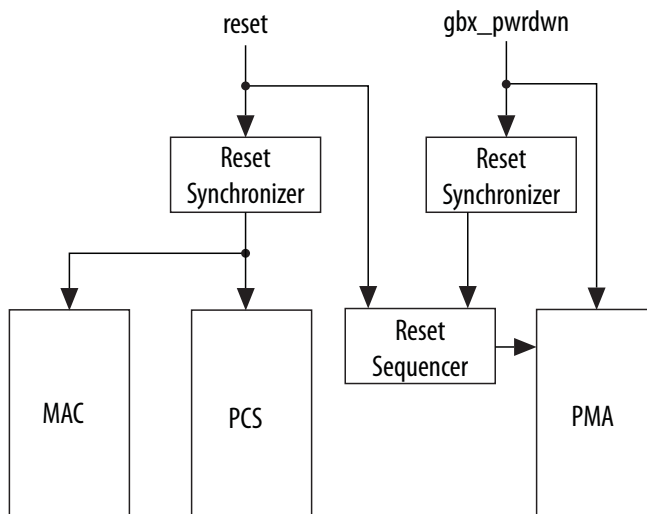 reset
gbx_pwrdwn
Reset
Synchronizer
Reset
Synchronizer
Reset
Sequencer
MAC
PCS
PMA